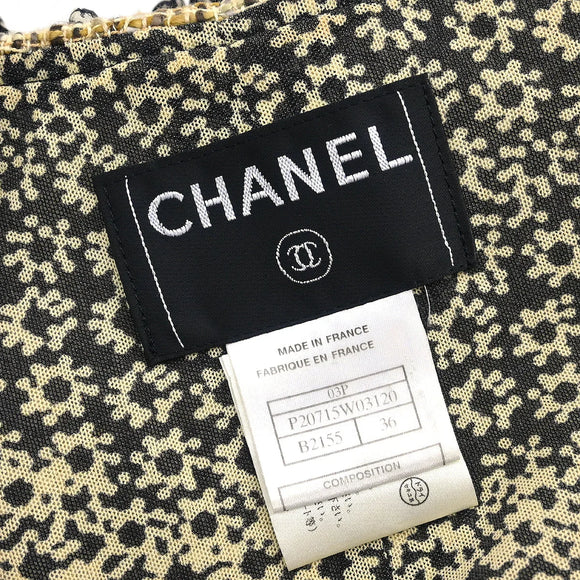 CHANEL
MADE IN FRANCE
FABRIQUE EN FRANCE
03P
P20715W03120
B2155 36
COMPOSITION